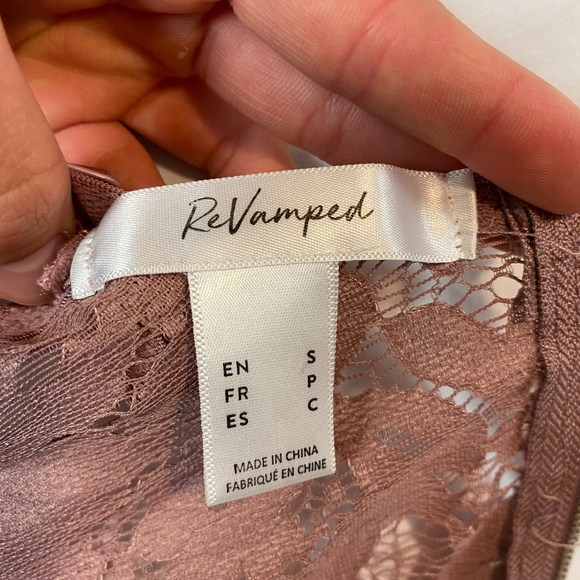 ReVamped
EN S
FR P
ES C
MADE IN CHINA
FABRIQUÉ EN CHINE